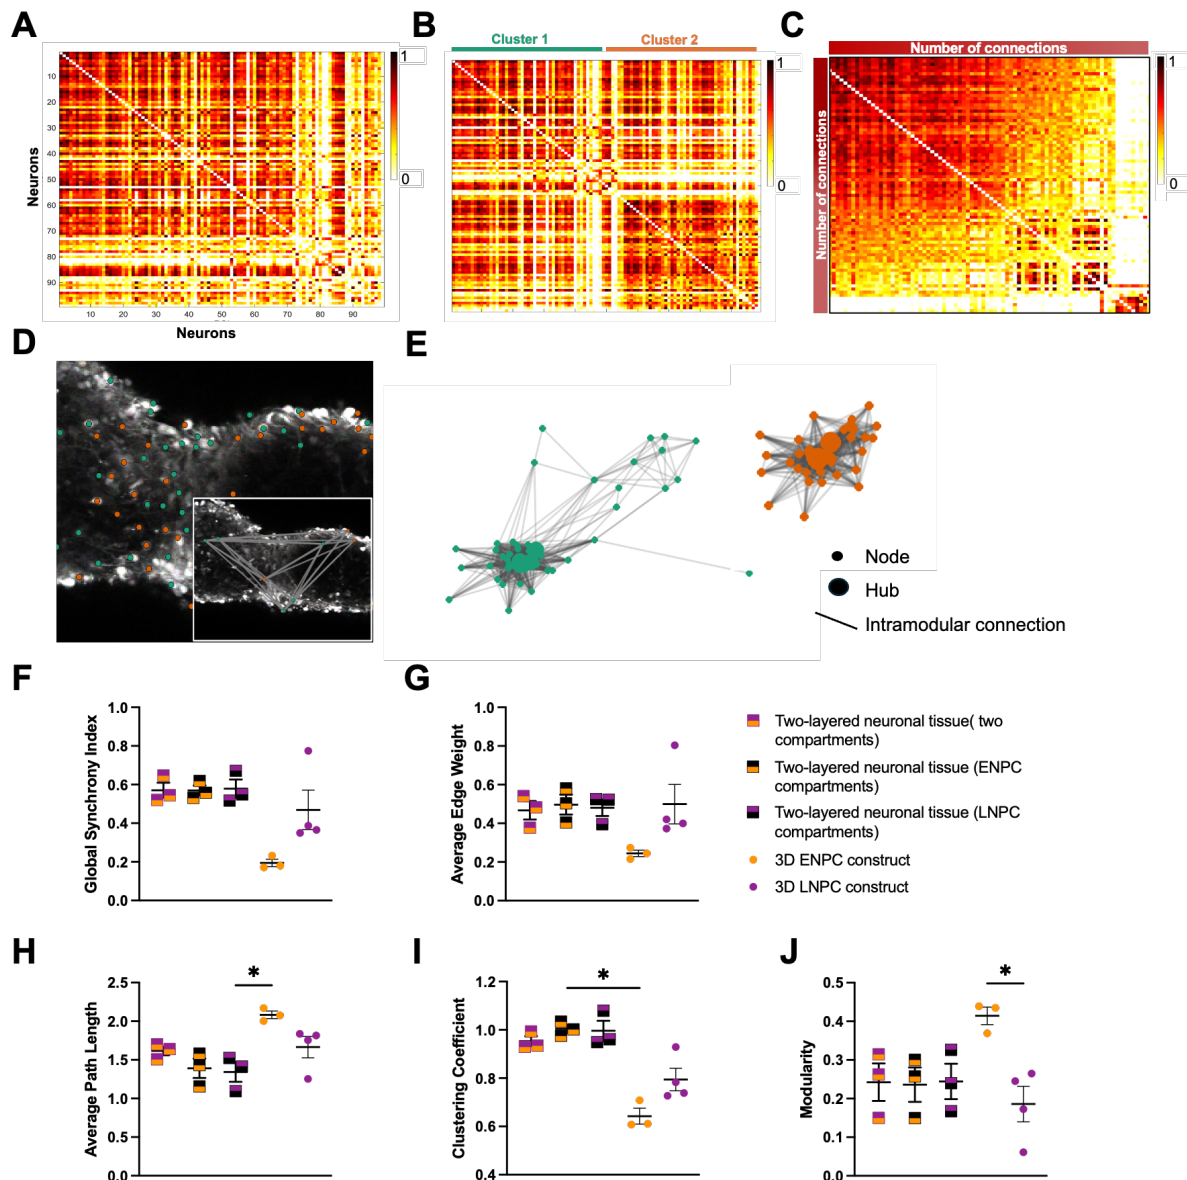 A
B
C
Cluster 1
Cluster 2
Number of connections
1
0
1
0
1
0
Neurons
10
20
30
40
50
60
70
80
90
10
20
30
40
50
60
70
80
90
Neurons
Number of connections
D
E
Node
Hub
Intramodular connection
F
Global Synchrony Index
1.0
0.8
0.6
0.4
0.2
0.0
G
Average Edge Weight
1.0
0.8
0.6
0.4
0.2
0.0
Two-layered neuronal tissue( two
compartments)
Two-layered neuronal tissue (ENPC
compartments)
Two-layered neuronal tissue (LNPC
compartments)
3D ENPC construct
3D LNPC construct
H
Average Path Length
2.5
2.0
1.5
1.0
0.5
0.0
*
I
Clustering Coefficient
1.2
1.0
0.8
0.6
0.4
*
J
Modularity
0.5
0.4
0.3
0.2
0.1
0.0
*